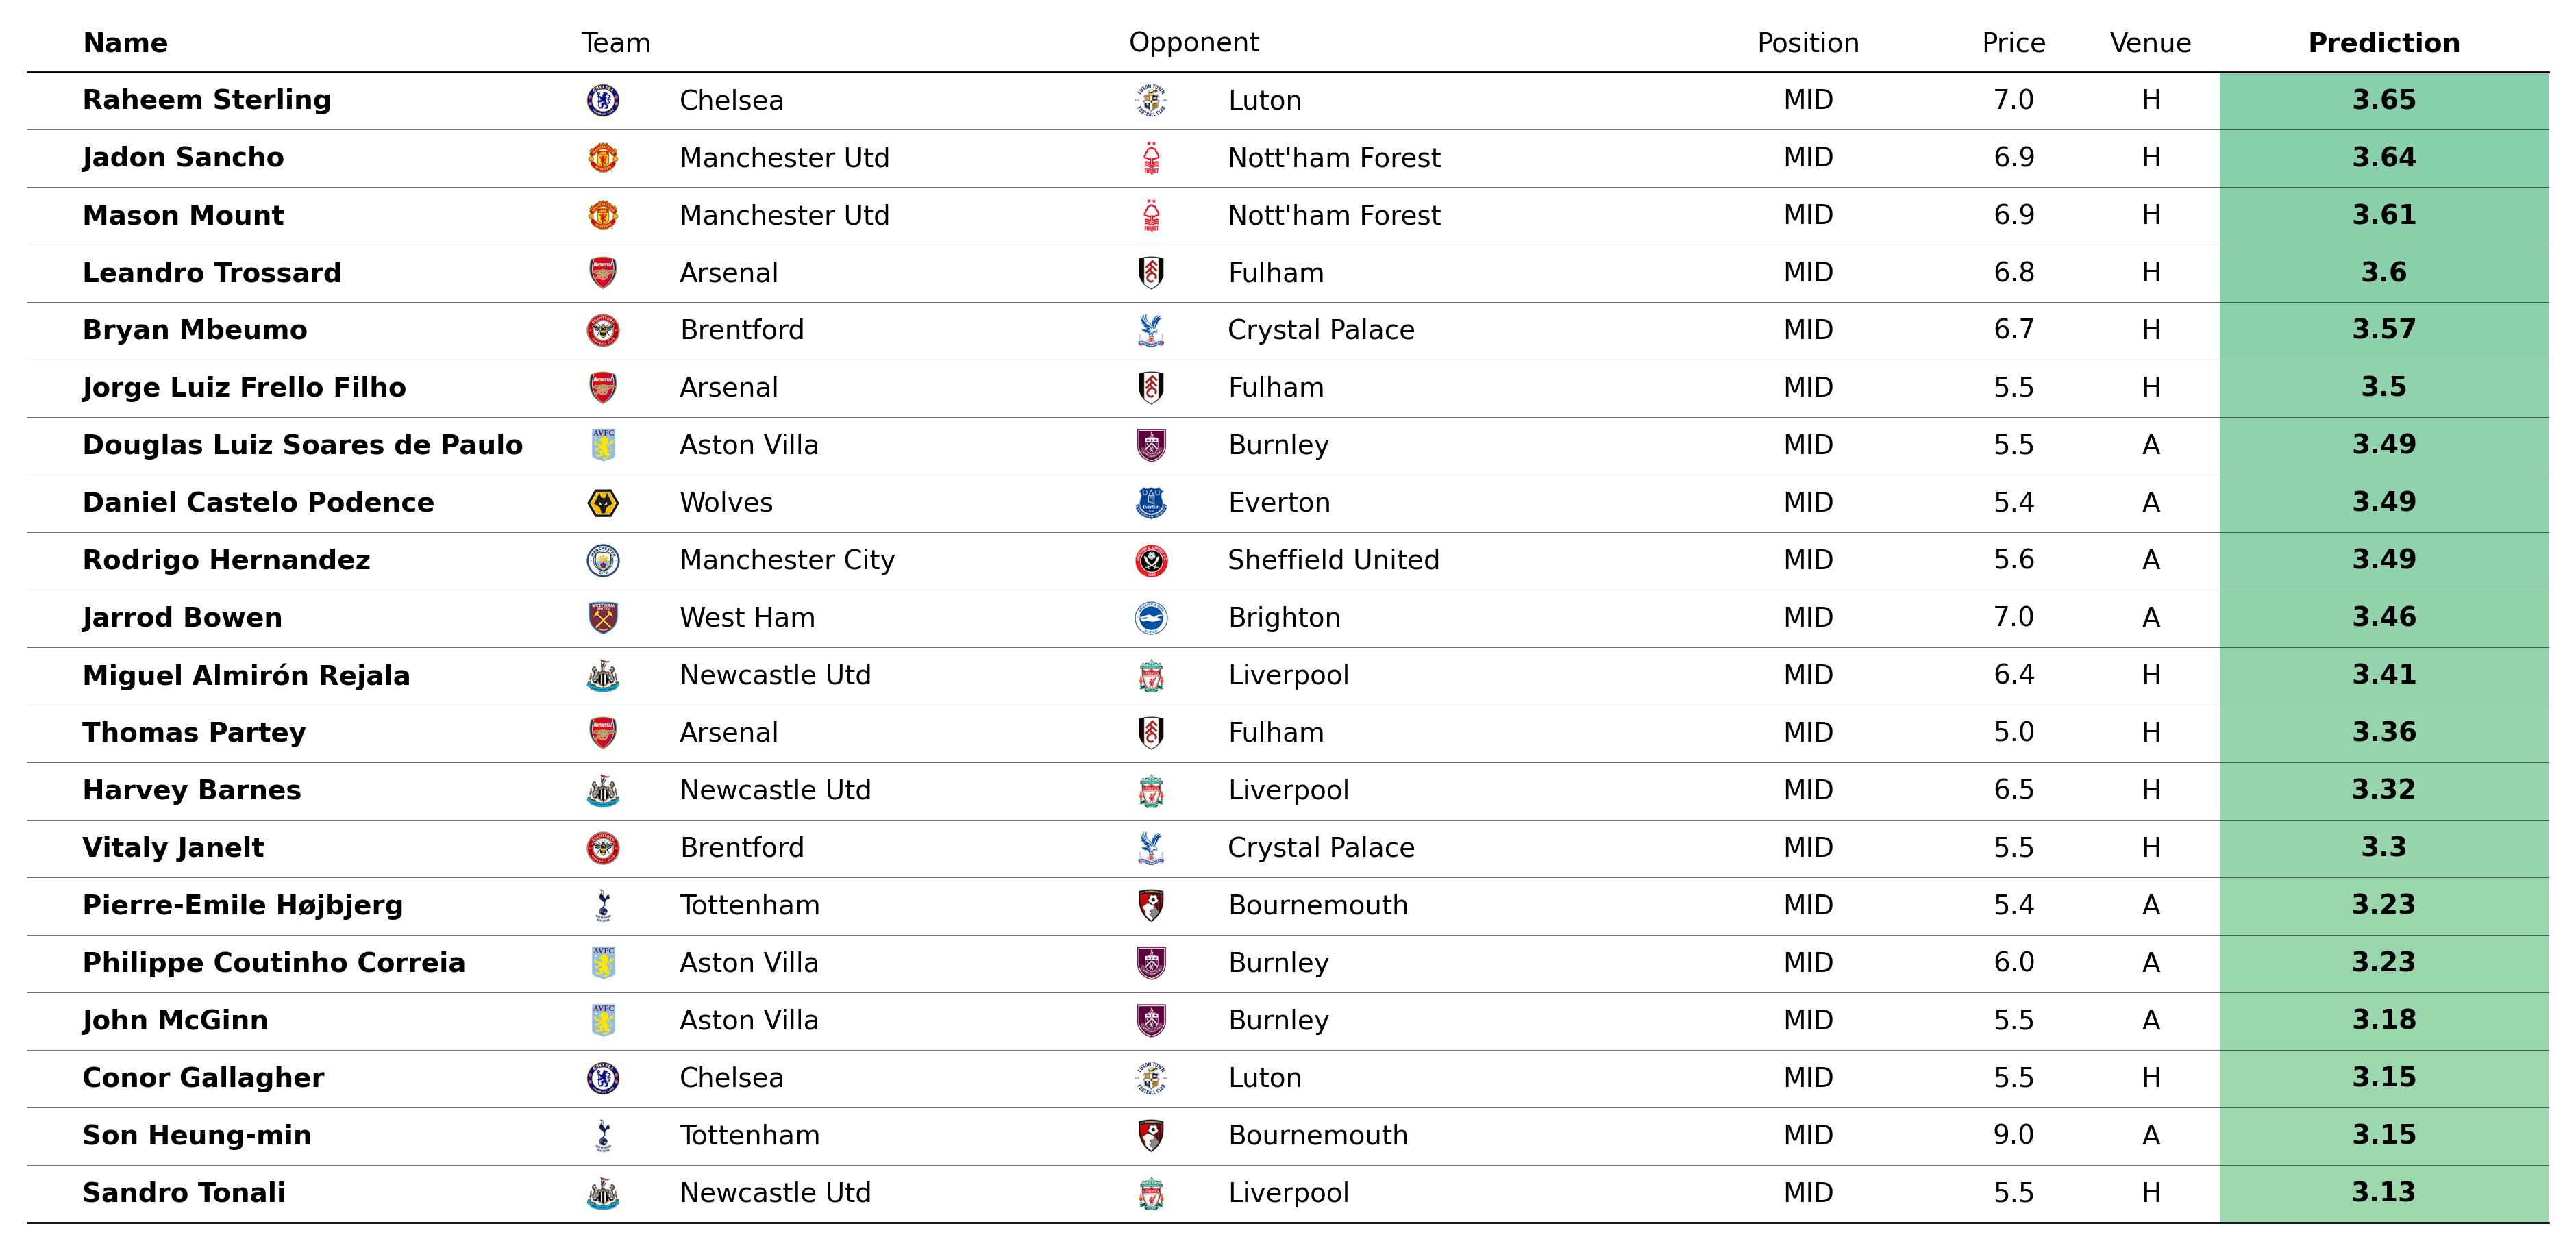 Name Team Opponent Position Price Venue Prediction
Raheem Sterling Chelsea Luton MID 7.0 H 3.65
Jadon Sancho Manchester Utd Nott'ham Forest MID 6.9 H 3.64
Mason Mount Manchester Utd Nott'ham Forest MID 6.9 H 3.61
Leandro Trossard Arsenal Fulham MID 6.8 H 3.6
Bryan Mbeumo Brentford Crystal Palace MID 6.7 H 3.57
Jorge Luiz Frello Filho Arsenal Fulham MID 5.5 H 3.5
Douglas Luiz Soares de Paulo Aston Villa Burnley MID 5.5 A 3.49
Daniel Castelo Podence Wolves Everton MID 5.4 A 3.49
Rodrigo Hernandez Manchester City Sheffield United MID 5.6 A 3.49
Jarrod Bowen West Ham Brighton MID 7.0 A 3.46
Miguel Almirón Rejala Newcastle Utd Liverpool MID 6.4 H 3.41
Thomas Partey Arsenal Fulham MID 5.0 H 3.36
Harvey Barnes Newcastle Utd Liverpool MID 6.5 H 3.32
Vitaly Janelt Brentford Crystal Palace MID 5.5 H 3.3
Pierre-Emile Højbjerg Tottenham Bournemouth MID 5.4 A 3.23
Philippe Coutinho Correia Aston Villa Burnley MID 6.0 A 3.23
John McGinn Aston Villa Burnley MID 5.5 A 3.18
Conor Gallagher Chelsea Luton MID 5.5 H 3.15
Son Heung-min Tottenham Bournemouth MID 9.0 A 3.15
Sandro Tonali Newcastle Utd Liverpool MID 5.5 H 3.13